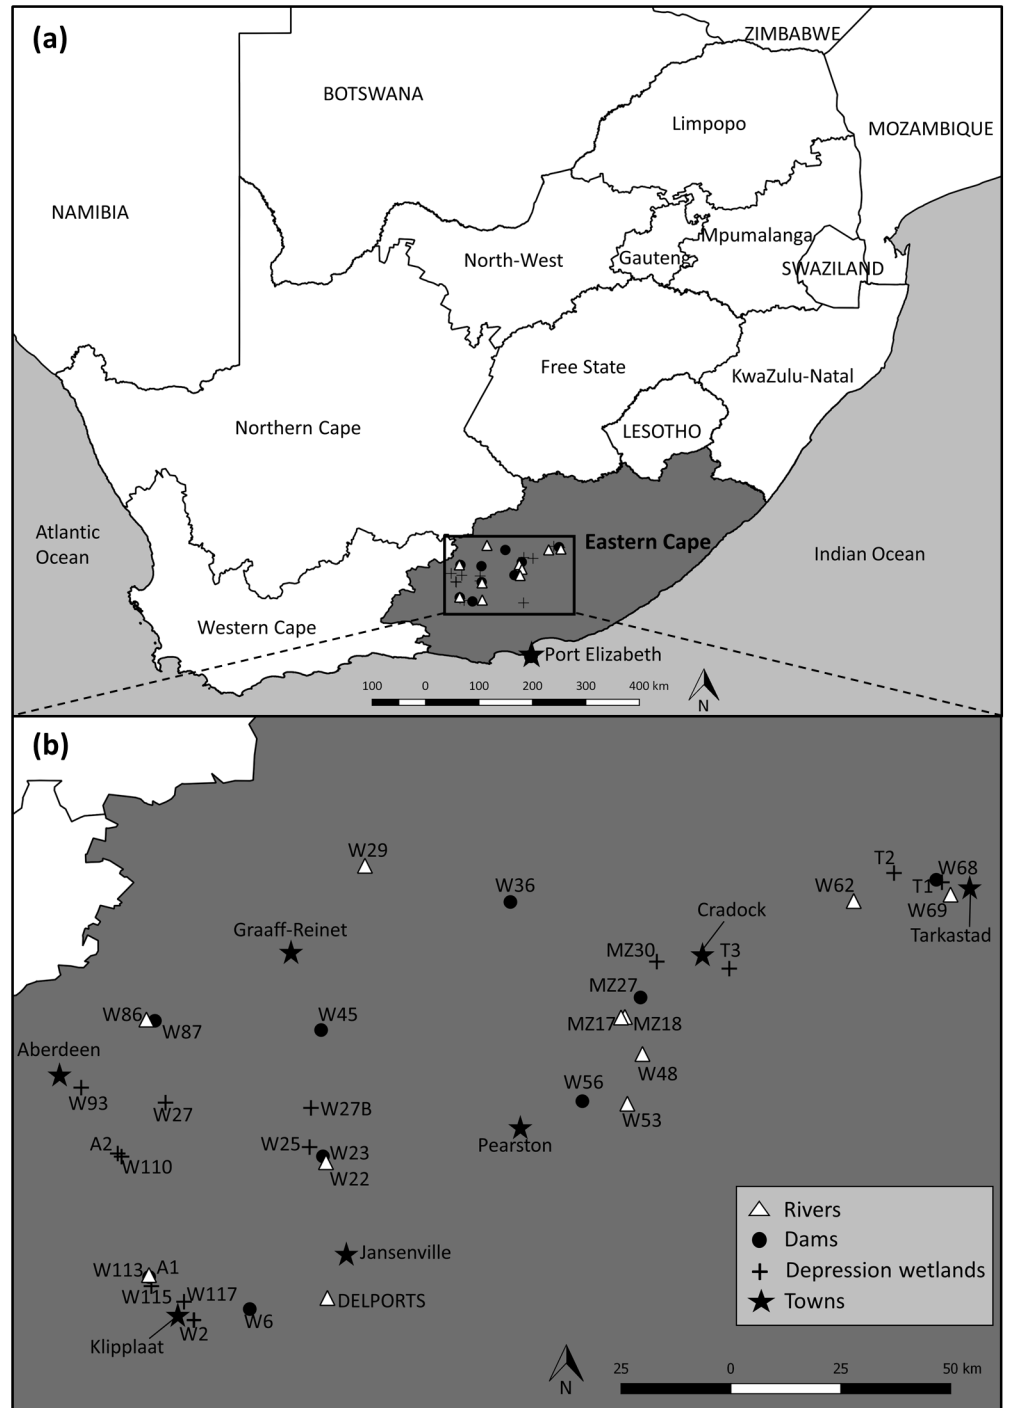 (a)
ZIMBABWE
BOTSWANA
Limpopo
MOZAMBIQUE
NAMIBIA
Mpumalanga
North-West
Gauteng
SWAZILAND
Free State
KwaZulu-Natal
Northern Cape
LESOTHO
Atlantic
Ocean
Eastern Cape
Indian Ocean
Western Cape
Port Elizabeth
100 0 100 200 300 400 km
N
(b)
W29
T2
W68
W36
W62
T1
Cradock
W69
Graaff-Reinet
Tarkastad
MZ30
T3
MZ27
W86
W45
MZ17
MZ18
W87
Aberdeen
W48
W56
W93
W27
W27B
W53
A2
W25
W23
Pearston
W110
W22
Rivers
Dams
Jansenville
W113
A1
Depression wetlands
W115
W117
DELPORTS
Towns
W6
W2
Klipplaat
25 0 25 50 km
N